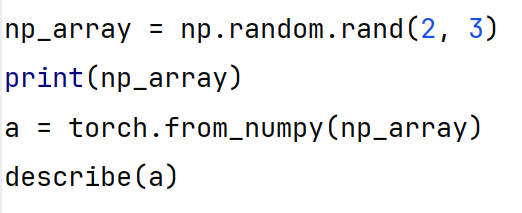 np_array = np.random.rand(2, 3)
print(np_array)
a = torch.from_numpy(np_array)
describe(a)